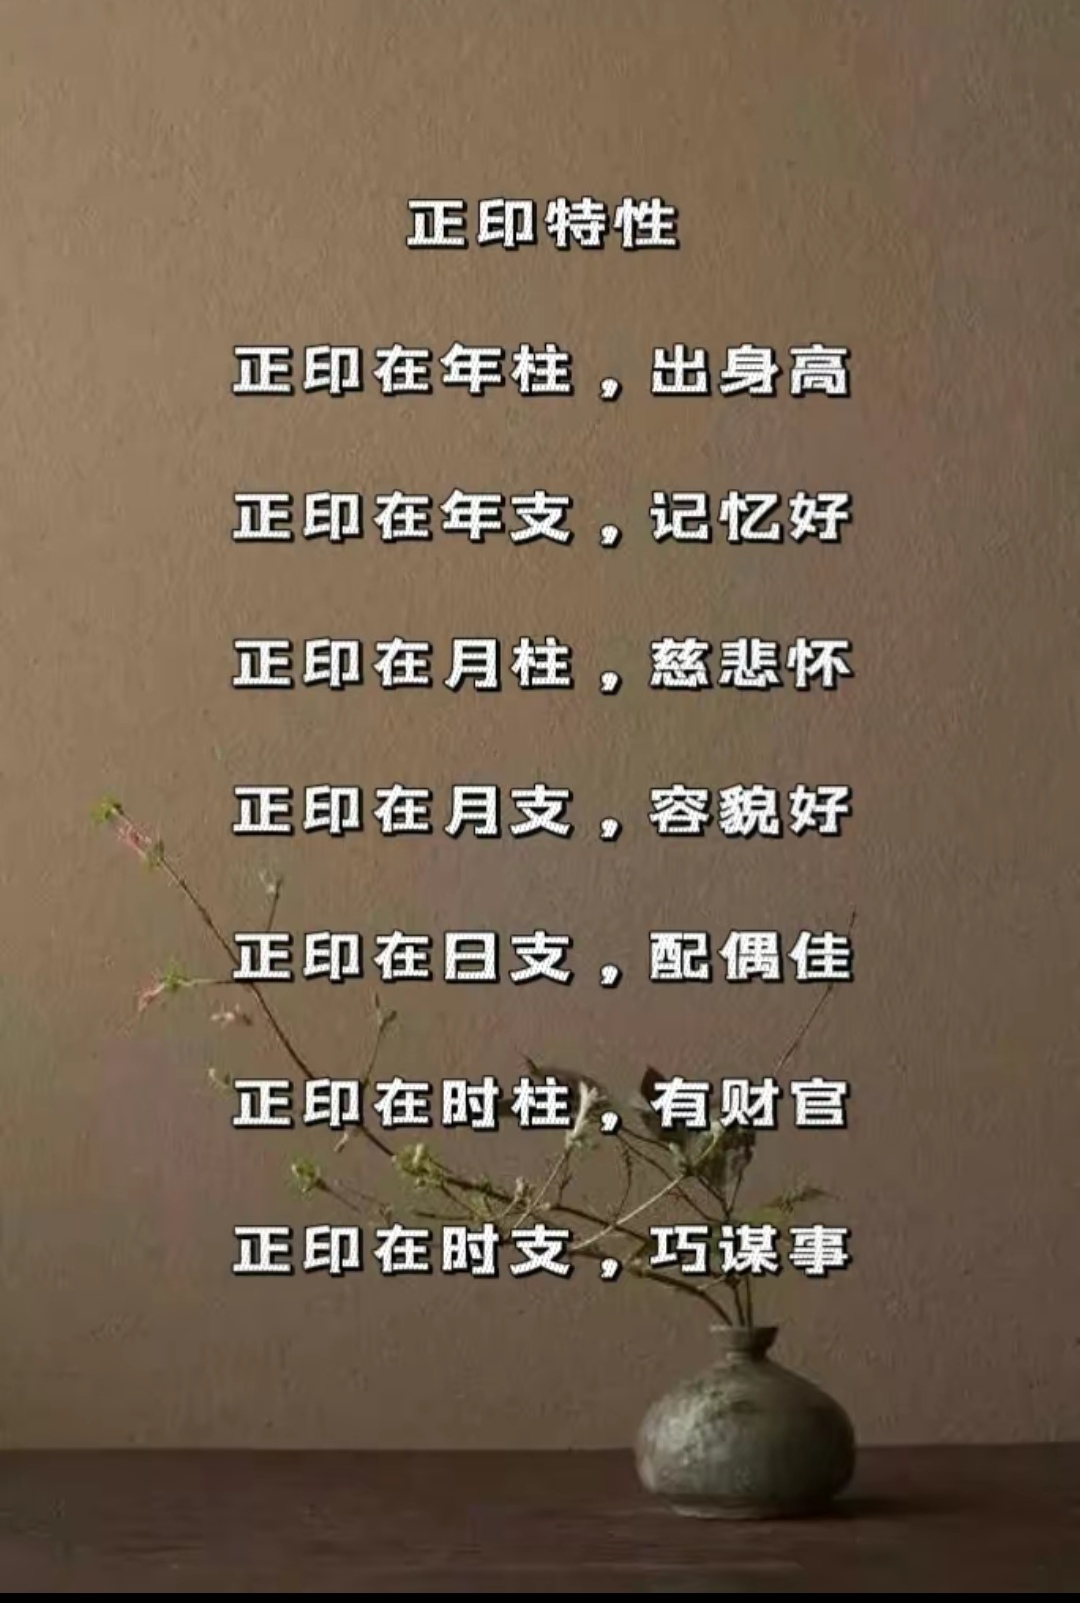 正印特性
正印在年柱，出身高
正印在年支，记忆好
正印在月柱，慈悲怀
正印在月支，容貌好
正印在日支，配偶佳
正印在时柱，有财官
正印在时支，巧谋事